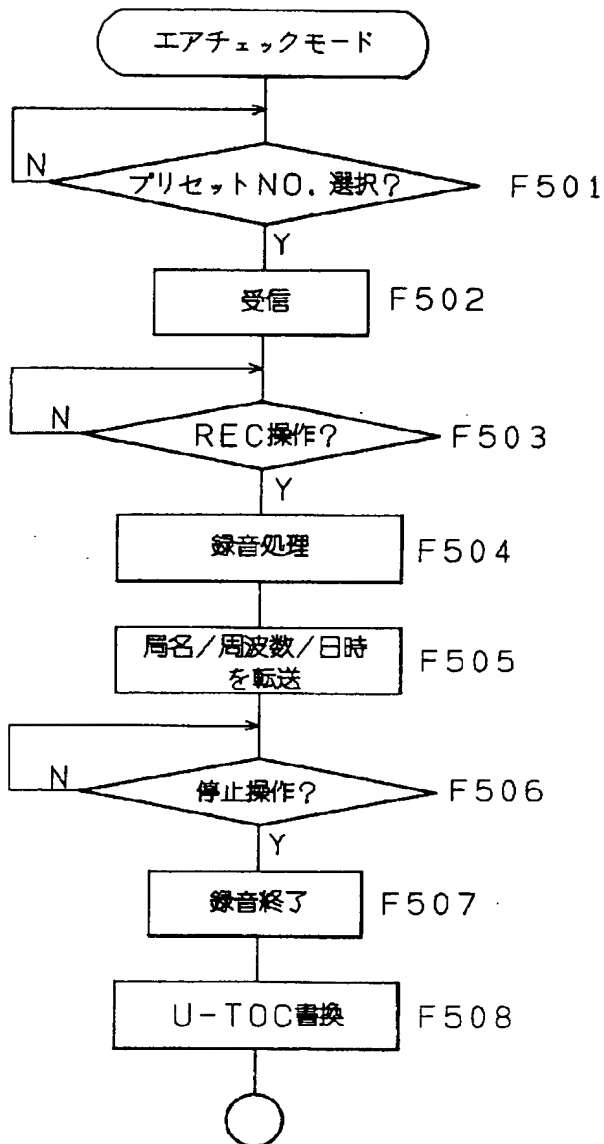 エアチェックモード
N
プリセットNO.選択?
F501
Y
受信
F502
N
REC操作?
F503
Y
録音処理
F504
局名/周波数/日時
を転送
F505
N
停止操作?
F506
Y
録音終了
F507
U-TOC書換
F508